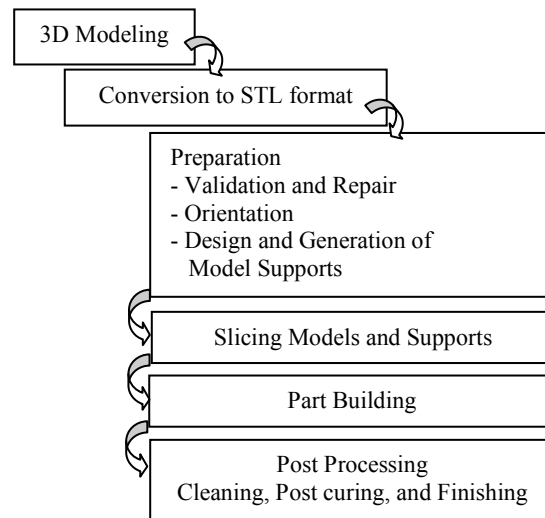 3D Modeling
Conversion to STL format
Preparation
- Validation and Repair
- Orientation
- Design and Generation of
Model Supports
Slicing Models and Supports
Part Building
Post Processing
Cleaning, Post curing, and Finishing